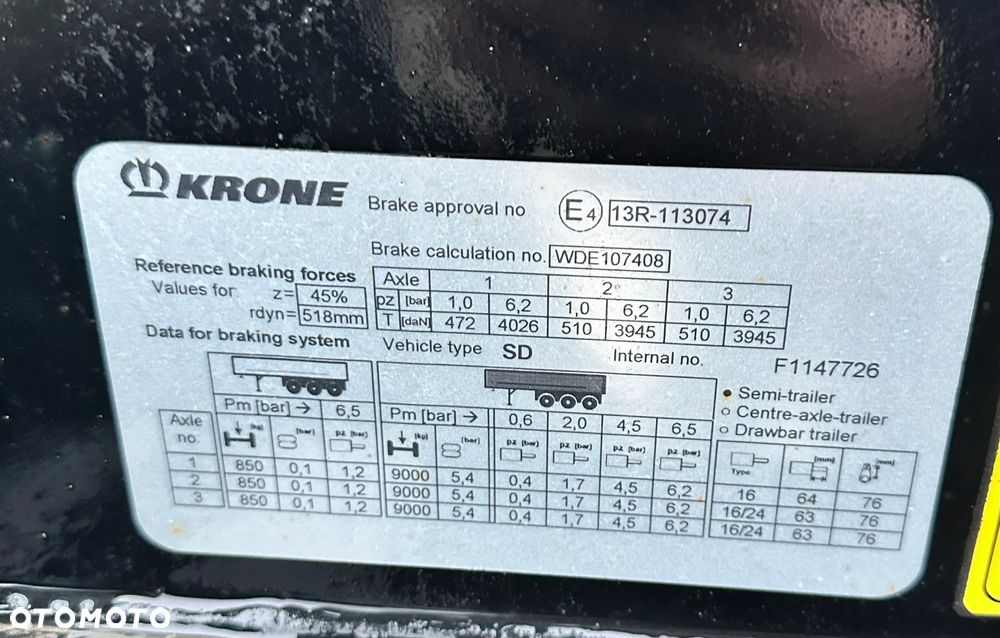 KRONE
Brake approval no E4 13R-113074
Brake calculation no. WDE107408
Reference braking forces
Values for z= 45%
rdyn= 518mm
Axle 1 2 3
pz [bar] 1,0 6,2 1,0 6,2 1,0 6,2
T [daN] 472 4026 510 3945 510 3945
Data for braking system
Vehicle type SD Internal no. F1147726
Semi-trailer
Centre-axle-trailer
Drawbar trailer
Pm [bar] → 6,5 Pm [bar] → 0,6 2,0 4,5 6,5
Axle no. [kg] [bar] pz [bar] [kg] [bar] pz [bar] pz [bar] pz [bar] pz [bar] Type [mm] [mm]
1 850 0,1 1,2 9000 5,4 0,4 1,7 4,5 6,2 16 64 76
2 850 0,1 1,2 9000 5,4 0,4 1,7 4,5 6,2 16/24 63 76
3 850 0,1 1,2 9000 5,4 0,4 1,7 4,5 6,2 16/24 63 76
OTOMOTO